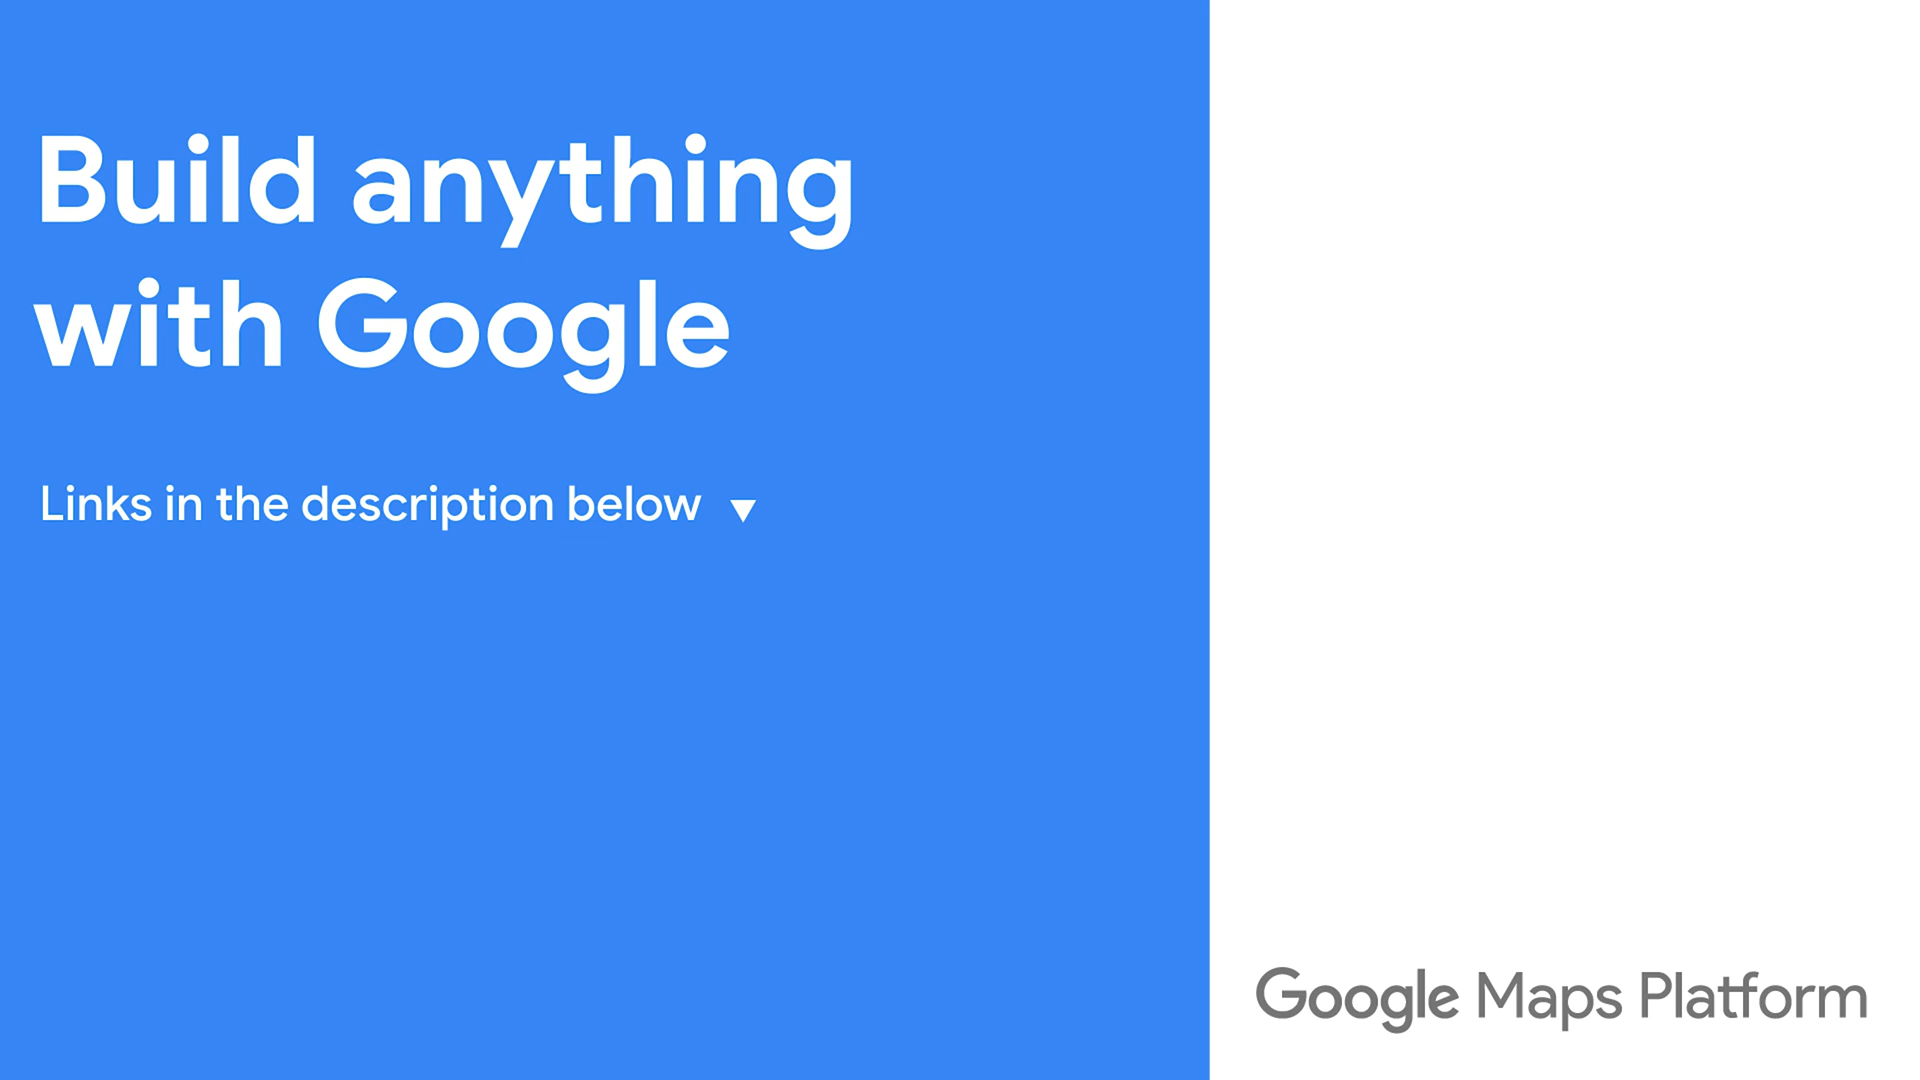 Build anything
with Google
Links in the description below
Google Maps Platform